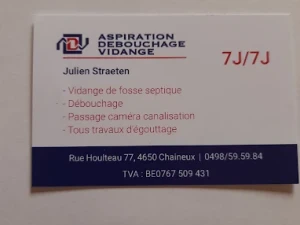 ASPIRATION
DEBOUCHAGE
VIDANGE
7J/7J
Julien Straeten
- Vidange de fosse septique
- Débouchage
- Passage caméra canalisation
- Tous travaux d'égouttage
Rue Houlteau 77, 4650 Chaineux | 0498/59.59.84
TVA : BE0767 509 431